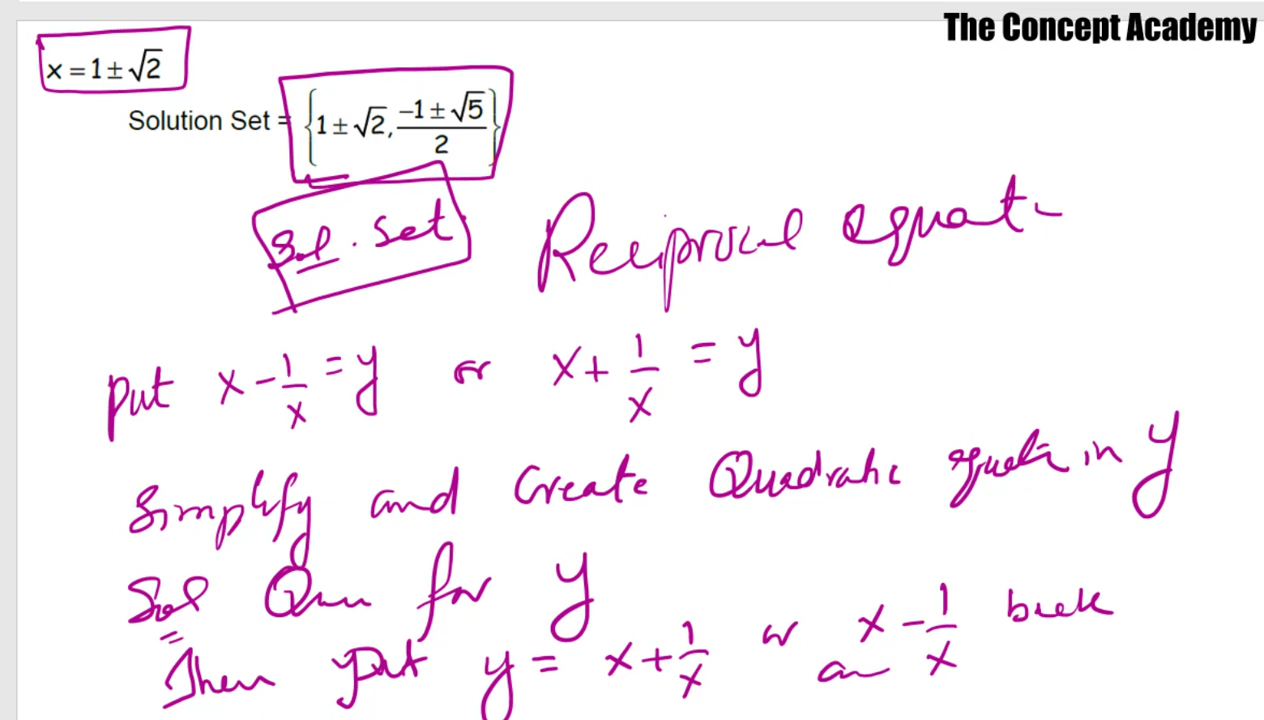 The Concept Academy
x = 1 ± √2
Solution Set = {1 ± √2, (-1 ± √5)/2}
Sol. Set
Reciprocal equat
Put x - 1/x = y or x + 1/x = y
Simplify and Create Quadratic equati in y
Sol Qun for y
Then put y = x + 1/x or x - 1/x back